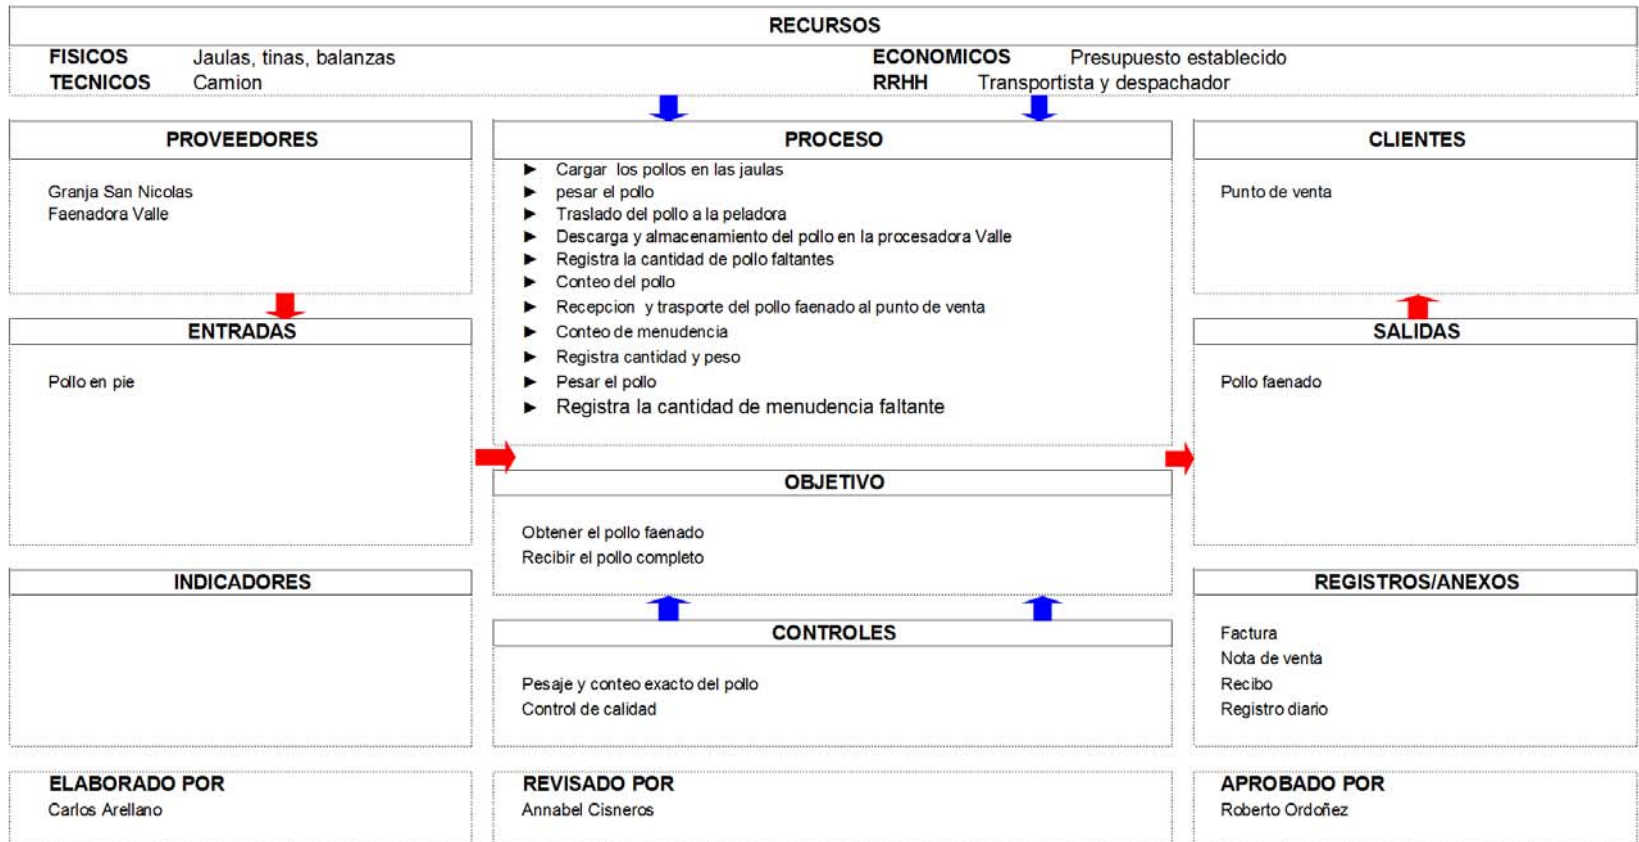 RECURSOS
FISICOS Jaulas, tinas, balanzas ECONOMICOS Presupuesto establecido
TECNICOS Camion RRHH Transportista y despachador
PROVEEDORES
Granja San Nicolas
Faenadora Valle
PROCESO
► Cargar los pollos en las jaulas
► pesar el pollo
► Traslado del pollo a la peladora
► Descarga y almacenamiento del pollo en la procesadora Valle
► Registra la cantidad de pollo faltantes
► Conteo del pollo
► Recepcion y trasporte del pollo faenado al punto de venta
► Conteo de menudencia
► Registra cantidad y peso
► Pesar el pollo
► Registra la cantidad de menudencia faltante
CLIENTES
Punto de venta
ENTRADAS
Pollo en pie
SALIDAS
Pollo faenado
OBJETIVO
Obtener el pollo faenado
Recibir el pollo completo
INDICADORES
CONTROLES
Pesaje y conteo exacto del pollo
Control de calidad
REGISTROS/ANEXOS
Factura
Nota de venta
Recibo
Registro diario
ELABORADO POR
Carlos Arellano
REVISADO POR
Annabel Cisneros
APROBADO POR
Roberto Ordoñez